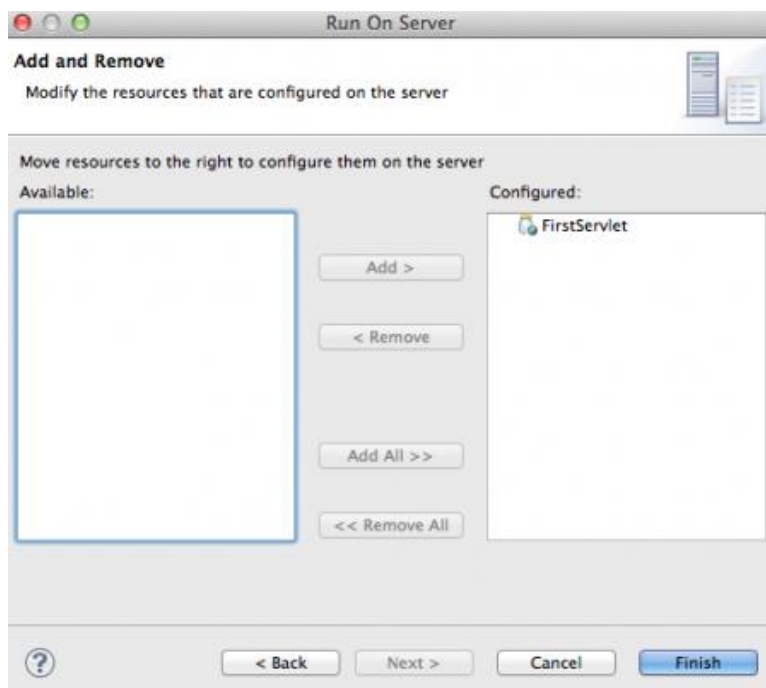 Run On Server
Add and Remove
Modify the resources that are configured on the server
Move resources to the right to configure them on the server
Available:
Configured:
FirstServlet
Add >
< Remove
Add All >>
<< Remove All
?
< Back
Next >
Cancel
Finish